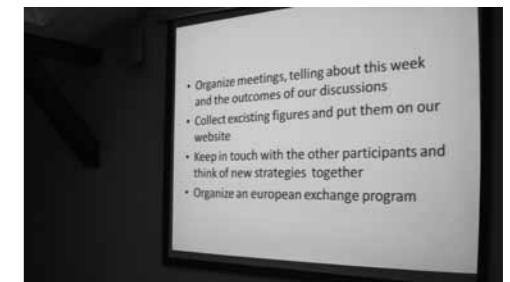 • Organize meetings, telling about this week
and the outcomes of our discussions
• Collect excisting figures and put them on our
website
• Keep in touch with the other participants and
think of new strategies together
• Organize an european exchange program